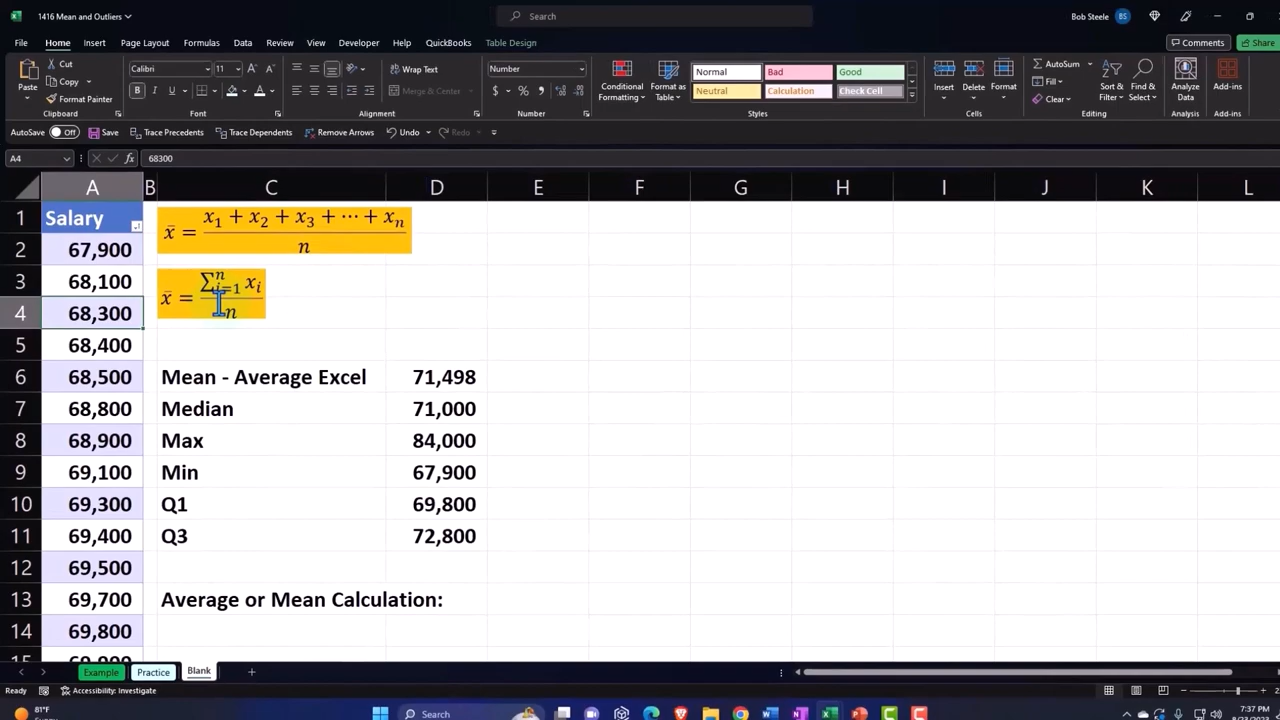 1416 Mean and Outliers
Search
Bob Steele BS
File Home Insert Page Layout Formulas Data Review View Developer Help QuickBooks Table Design Comments Share
Paste Cut Copy Format Painter
Clipboard
Calibri 11
B I U
Font
Wrap Text
Merge & Center
Alignment
Number
$ % 9
Number
Conditional Formatting Format as Table
Normal Bad Good
Neutral Calculation Check Cell
Styles
Insert Delete Format
Cells
AutoSum
Fill
Clear
Sort & Filter Find & Select
Editing
Analyze Data
Add-ins
Add-ins
AutoSave Off Save Trace Precedents Trace Dependents Remove Arrows Undo Redo
A4 fx 68300
A B C D E F G H I J K L
1 Salary
x̄ = (x₁ + x₂ + x₃ + ⋯ + xₙ) / n
2 67,900
3 68,100
x̄ = (∑ⁿᵢ₌₁ xᵢ) / n
4 68,300
5 68,400
6 68,500 Mean - Average Excel 71,498
7 68,800 Median 71,000
8 68,900 Max 84,000
9 69,100 Min 67,900
10 69,300 Q1 69,800
11 69,400 Q3 72,800
12 69,500
13 69,700 Average or Mean Calculation:
14 69,800
15
Example Practice Blank
Ready Accessibility: Investigate
81°F
Search
7:37 PM